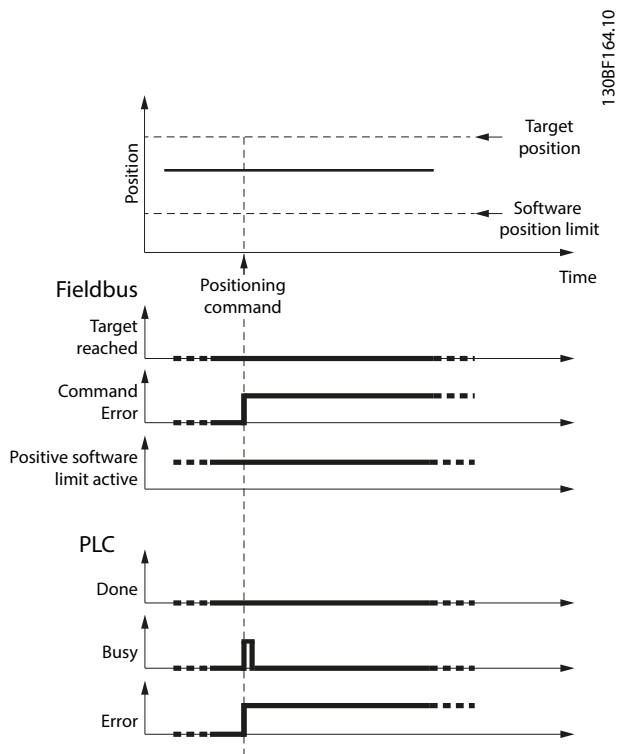 130BF164.10
Position
Target
position
Software
position limit
Time
Positioning
command
Fieldbus
Target
reached
Command
Error
Positive software
limit active
PLC
Done
Busy
Error